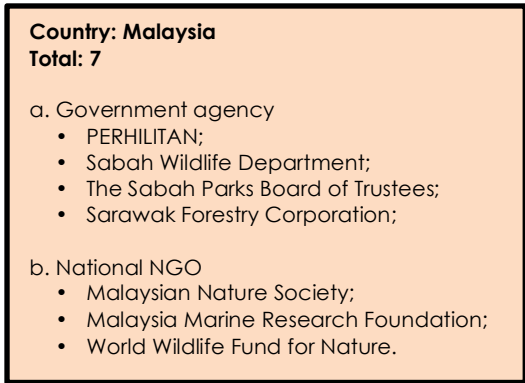 Country: Malaysia
Total: 7
a. Government agency
• PERHILITAN;
• Sabah Wildlife Department;
• The Sabah Parks Board of Trustees;
• Sarawak Forestry Corporation;
b. National NGO
• Malaysian Nature Society;
• Malaysia Marine Research Foundation;
• World Wildlife Fund for Nature.